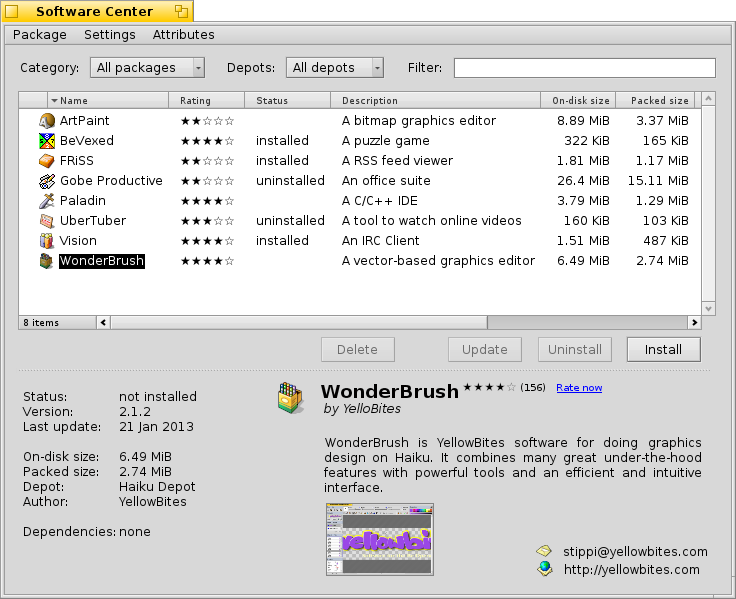 Software Center
Package Settings Attributes
Category: All packages Depots: All depots Filter:
Name Rating Status Description On-disk size Packed size
ArtPaint ★★☆☆☆ A bitmap graphics editor 8.89 MiB 3.37 MiB
BeVexed ★★★★☆ installed A puzzle game 322 KiB 165 KiB
FRiSS ★★☆☆☆ installed A RSS feed viewer 1.81 MiB 1.17 MiB
Gobe Productive ★★☆☆☆ uninstalled An office suite 26.4 MiB 15.11 MiB
Paladin ★★★★☆ A C/C++ IDE 3.79 MiB 1.29 MiB
UberTuber ★★★☆☆ uninstalled A tool to watch online videos 160 KiB 103 KiB
Vision ★★★★☆ installed An IRC Client 1.51 MiB 487 KiB
WonderBrush ★★★★☆ A vector-based graphics editor 6.49 MiB 2.74 MiB
8 items
Delete Update Uninstall Install
WonderBrush ★★★★☆ (156) Rate now
by YelloBites
Status: not installed
Version: 2.1.2
Last update: 21 Jan 2013
On-disk size: 6.49 MiB
Packed size: 2.74 MiB
Depot: Haiku Depot
Author: YellowBites
Dependencies: none
WonderBrush is YellowBites software for doing graphics
design on Haiku. It combines many great under-the-hood
features with powerful tools and an efficient and intuitive
interface.
stippi@yellowbites.com
http://yellowbites.com